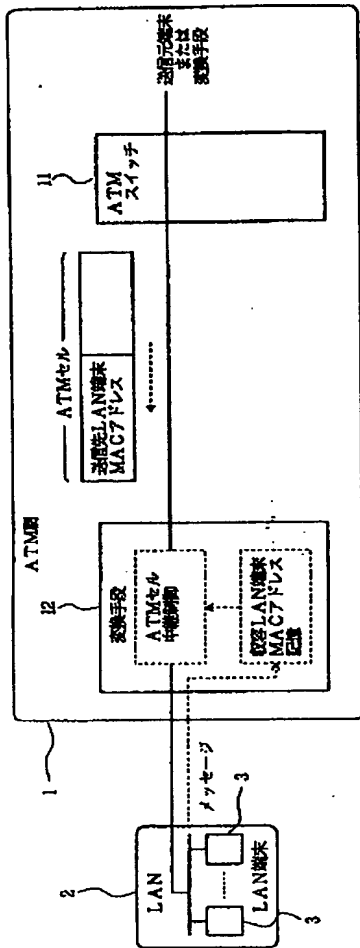 1
ATM網
12
変換手段
ATMセル
中継制御
収容LAN端末
MACアドレス
記憶
ATMセル
送信先LAN端末
MACアドレス
11
ATM
スイッチ
送信元端末
または
変換手段
2
LAN
メッセージ
3
3
LAN端末